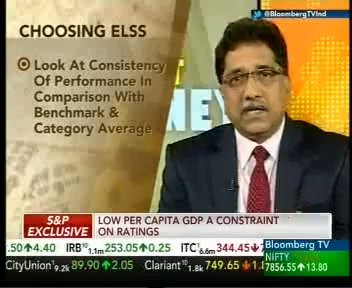 @BloombergTVInd
CHOOSING ELSS
Look At Consistency
Of Performance In
Comparison With
Benchmark &
Category Average
NEY
S&P
EXCLUSIVE
LOW PER CAPITA GDP A CONSTRAINT
ON RATINGS
.50 4.40 IRB 1.1m 253.05 0.25 ITC 6.6m 344.45
Bloomberg TV
NIFTY
7856.55 13.80
CityUnion 9.2k 89.90 2.05 Clariant 1.8k 749.65